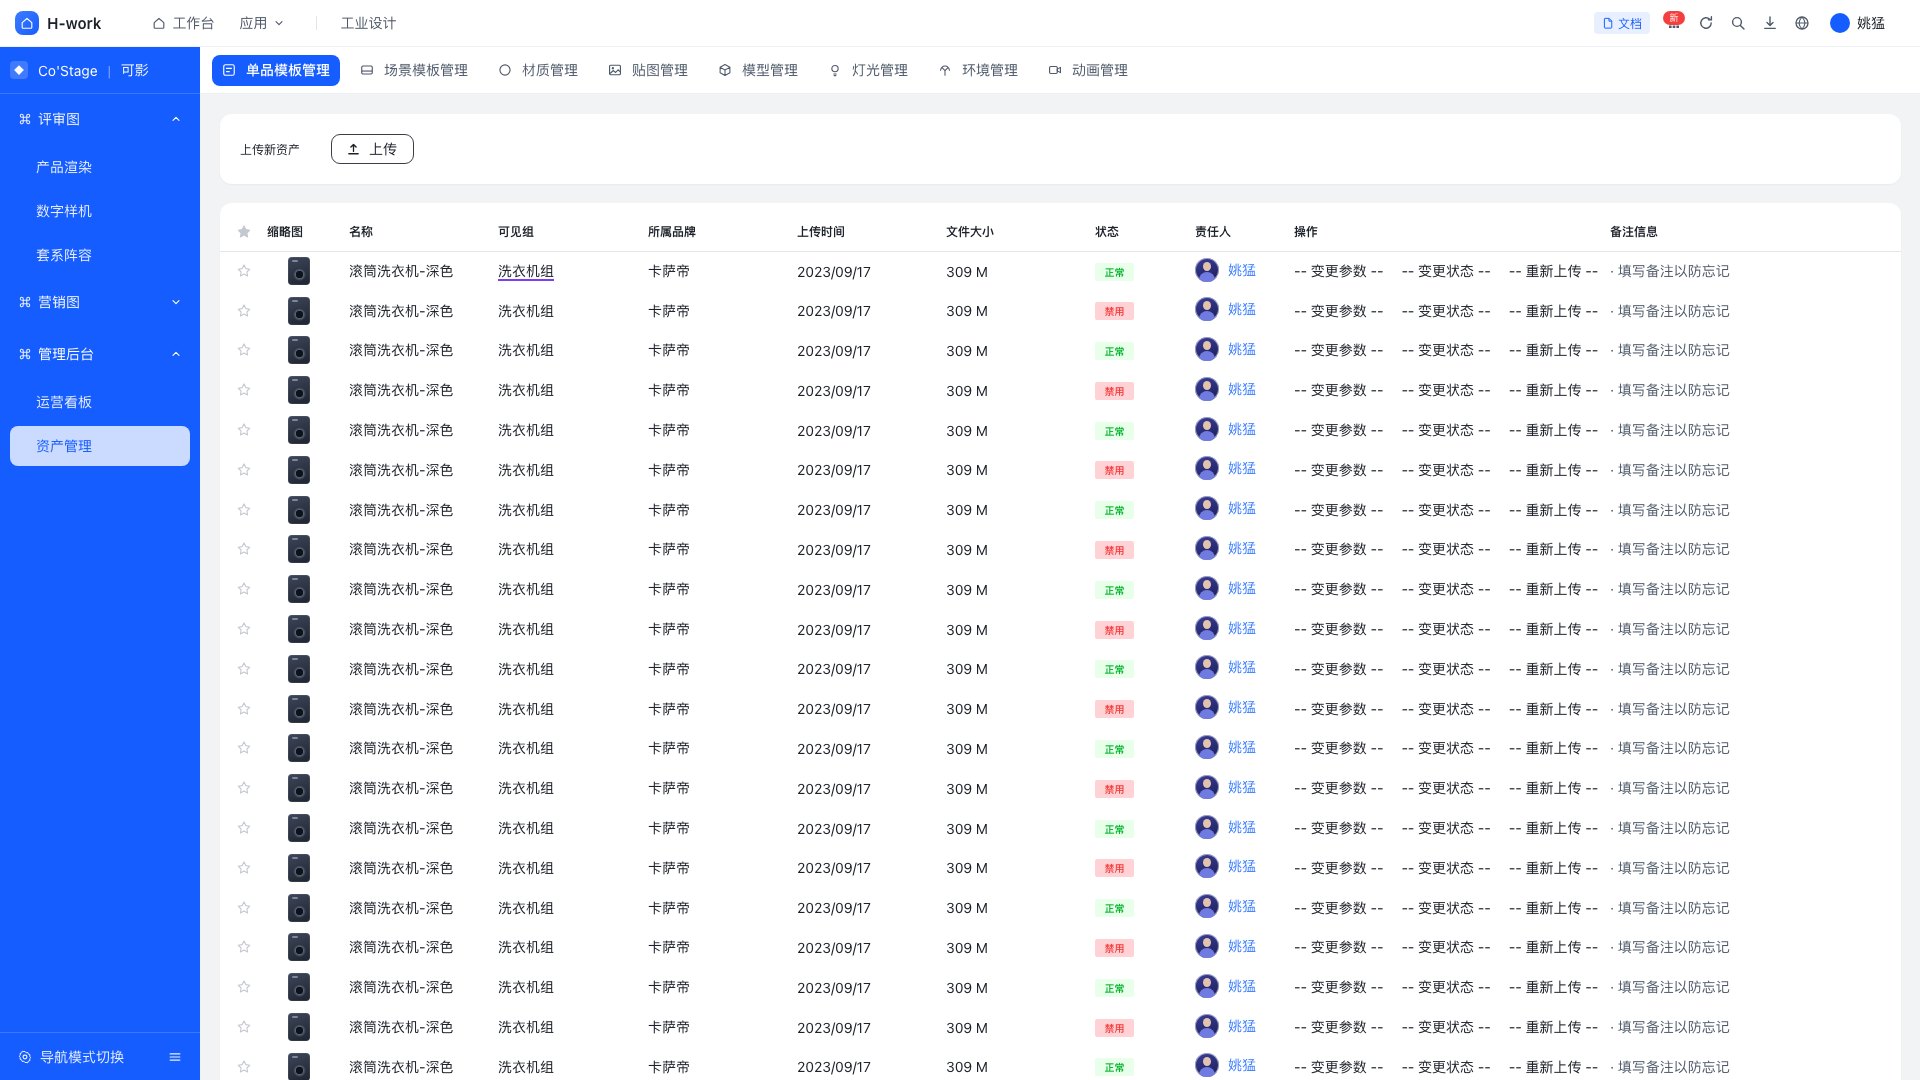 H-work 工作台 应用 工业设计 文档 新 姚猛
Co'Stage | 可影
单品模板管理 场景模板管理 材质管理 贴图管理 模型管理 灯光管理 环境管理 动画管理
评审图
产品渲染
数字样机
套系阵容
营销图
管理后台
运营看板
资产管理
导航模式切换
上传新资产 上传
缩略图 名称 可见组 所属品牌 上传时间 文件大小 状态 责任人 操作 备注信息
滚筒洗衣机-深色 洗衣机组 卡萨帝 2023/09/17 309 M 正常 姚猛 -- 变更参数 -- -- 变更状态 -- -- 重新上传 -- · 填写备注以防忘记
滚筒洗衣机-深色 洗衣机组 卡萨帝 2023/09/17 309 M 禁用 姚猛 -- 变更参数 -- -- 变更状态 -- -- 重新上传 -- · 填写备注以防忘记
滚筒洗衣机-深色 洗衣机组 卡萨帝 2023/09/17 309 M 正常 姚猛 -- 变更参数 -- -- 变更状态 -- -- 重新上传 -- · 填写备注以防忘记
滚筒洗衣机-深色 洗衣机组 卡萨帝 2023/09/17 309 M 禁用 姚猛 -- 变更参数 -- -- 变更状态 -- -- 重新上传 -- · 填写备注以防忘记
滚筒洗衣机-深色 洗衣机组 卡萨帝 2023/09/17 309 M 正常 姚猛 -- 变更参数 -- -- 变更状态 -- -- 重新上传 -- · 填写备注以防忘记
滚筒洗衣机-深色 洗衣机组 卡萨帝 2023/09/17 309 M 禁用 姚猛 -- 变更参数 -- -- 变更状态 -- -- 重新上传 -- · 填写备注以防忘记
滚筒洗衣机-深色 洗衣机组 卡萨帝 2023/09/17 309 M 正常 姚猛 -- 变更参数 -- -- 变更状态 -- -- 重新上传 -- · 填写备注以防忘记
滚筒洗衣机-深色 洗衣机组 卡萨帝 2023/09/17 309 M 禁用 姚猛 -- 变更参数 -- -- 变更状态 -- -- 重新上传 -- · 填写备注以防忘记
滚筒洗衣机-深色 洗衣机组 卡萨帝 2023/09/17 309 M 正常 姚猛 -- 变更参数 -- -- 变更状态 -- -- 重新上传 -- · 填写备注以防忘记
滚筒洗衣机-深色 洗衣机组 卡萨帝 2023/09/17 309 M 禁用 姚猛 -- 变更参数 -- -- 变更状态 -- -- 重新上传 -- · 填写备注以防忘记
滚筒洗衣机-深色 洗衣机组 卡萨帝 2023/09/17 309 M 正常 姚猛 -- 变更参数 -- -- 变更状态 -- -- 重新上传 -- · 填写备注以防忘记
滚筒洗衣机-深色 洗衣机组 卡萨帝 2023/09/17 309 M 禁用 姚猛 -- 变更参数 -- -- 变更状态 -- -- 重新上传 -- · 填写备注以防忘记
滚筒洗衣机-深色 洗衣机组 卡萨帝 2023/09/17 309 M 正常 姚猛 -- 变更参数 -- -- 变更状态 -- -- 重新上传 -- · 填写备注以防忘记
滚筒洗衣机-深色 洗衣机组 卡萨帝 2023/09/17 309 M 禁用 姚猛 -- 变更参数 -- -- 变更状态 -- -- 重新上传 -- · 填写备注以防忘记
滚筒洗衣机-深色 洗衣机组 卡萨帝 2023/09/17 309 M 正常 姚猛 -- 变更参数 -- -- 变更状态 -- -- 重新上传 -- · 填写备注以防忘记
滚筒洗衣机-深色 洗衣机组 卡萨帝 2023/09/17 309 M 禁用 姚猛 -- 变更参数 -- -- 变更状态 -- -- 重新上传 -- · 填写备注以防忘记
滚筒洗衣机-深色 洗衣机组 卡萨帝 2023/09/17 309 M 正常 姚猛 -- 变更参数 -- -- 变更状态 -- -- 重新上传 -- · 填写备注以防忘记
滚筒洗衣机-深色 洗衣机组 卡萨帝 2023/09/17 309 M 禁用 姚猛 -- 变更参数 -- -- 变更状态 -- -- 重新上传 -- · 填写备注以防忘记
滚筒洗衣机-深色 洗衣机组 卡萨帝 2023/09/17 309 M 正常 姚猛 -- 变更参数 -- -- 变更状态 -- -- 重新上传 -- · 填写备注以防忘记
滚筒洗衣机-深色 洗衣机组 卡萨帝 2023/09/17 309 M 禁用 姚猛 -- 变更参数 -- -- 变更状态 -- -- 重新上传 -- · 填写备注以防忘记
滚筒洗衣机-深色 洗衣机组 卡萨帝 2023/09/17 309 M 正常 姚猛 -- 变更参数 -- -- 变更状态 -- -- 重新上传 -- · 填写备注以防忘记